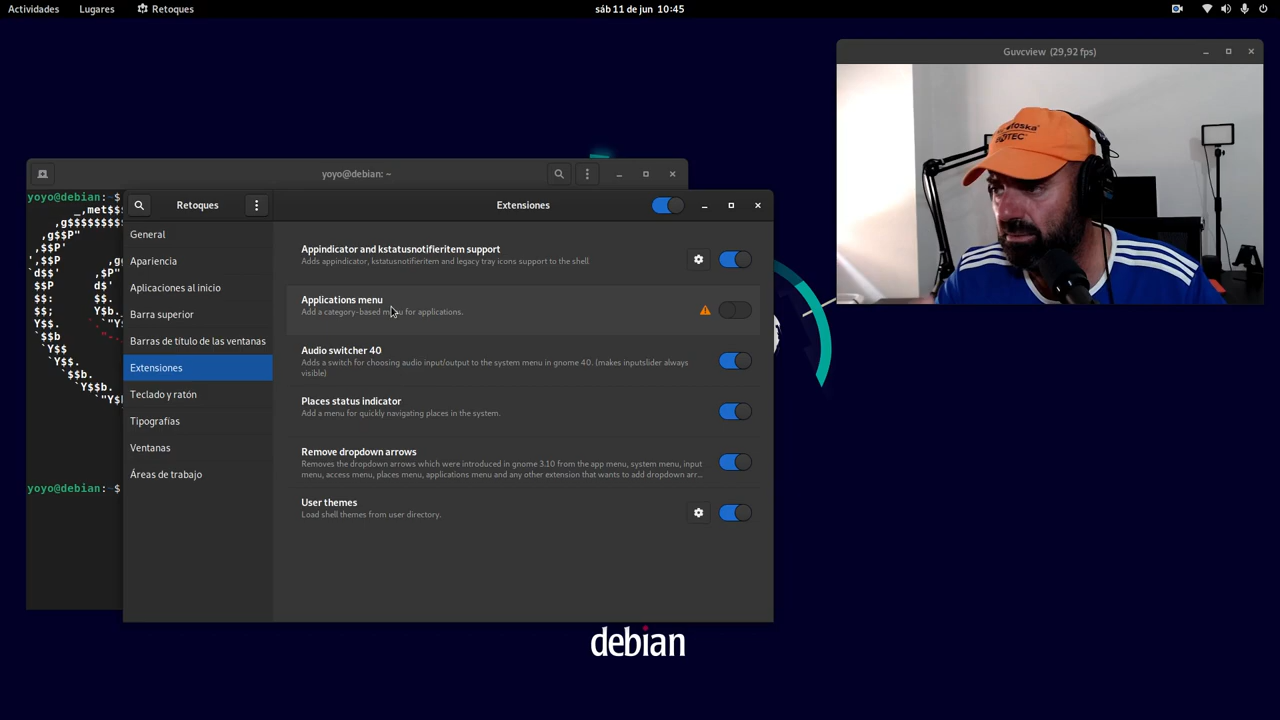 Actividades Lugares Retoques sáb 11 de jun 10:45
Guvcview (29,92 fps)
yoyo@debian: ~
yoyo@debian:~$
_,met$$
,g$$$$$$$
,g$$P"
,$$P'
',$$P ,g
`d$$' ,$P"
$$P d$'
$$: $$.
$$; Y$b
Y$$.
`$$b
Y$$
`Y$$.
`$b.
`Y$$b.
`"Y$
yoyo@debian:~$
Retoques
General
Apariencia
Aplicaciones al inicio
Barra superior
Barras de título de las ventanas
Extensiones
Teclado y ratón
Tipografías
Ventanas
Áreas de trabajo
Extensiones
Appindicator and kstatusnotifieritem support
Adds appindicator, kstatusnotifieritem and legacy tray icons support to the shell
Applications menu
Add a category-based menu for applications.
Audio switcher 40
Adds a switch for choosing audio input/output to the system menu in gnome 40. (makes inputslider always
visible)
Places status indicator
Add a menu for quickly navigating places in the system.
Remove dropdown arrows
Removes the dropdown arrows which were introduced in gnome 3.10 from the app menu, system menu, input
menu, access menu, places menu, applications menu and any other extension that wants to add dropdown arr...
User themes
Load shell themes from user directory.
debian